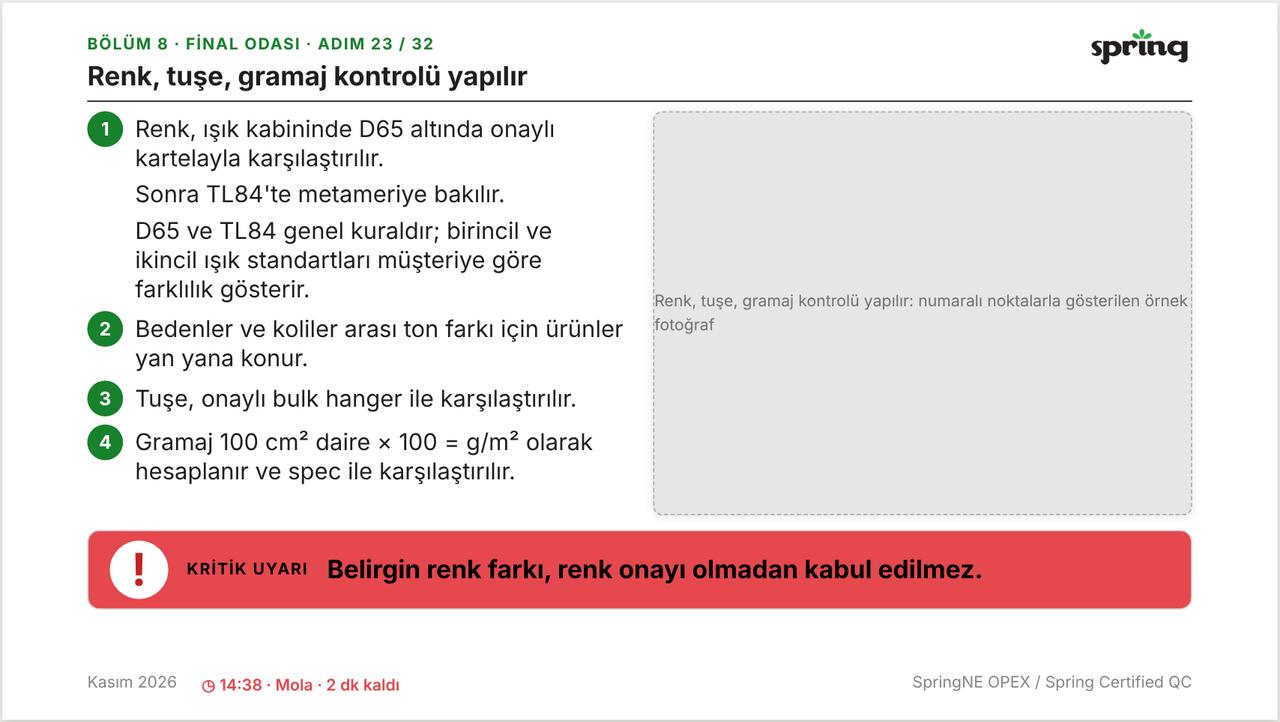 BÖLÜM 8 · FİNAL ODASI · ADIM 23 / 32
spring
Renk, tuşe, gramaj kontrolü yapılır
1 Renk, ışık kabininde D65 altında onaylı
kartelayla karşılaştırılır.
Sonra TL84'te metameriye bakılır.
D65 ve TL84 genel kuraldır; birincil ve
ikincil ışık standartları müşteriye göre
farklılık gösterir.
2 Bedenler ve koliler arası ton farkı için ürünler
yan yana konur.
3 Tuşe, onaylı bulk hanger ile karşılaştırılır.
4 Gramaj 100 cm² daire × 100 = g/m² olarak
hesaplanır ve spec ile karşılaştırılır.
Renk, tuşe, gramaj kontrolü yapılır: numaralı noktalarla gösterilen örnek
fotoğraf
! KRİTİK UYARI Belirgin renk farkı, renk onayı olmadan kabul edilmez.
Kasım 2026 ◷ 14:38 · Mola · 2 dk kaldı SpringNE OPEX / Spring Certified QC